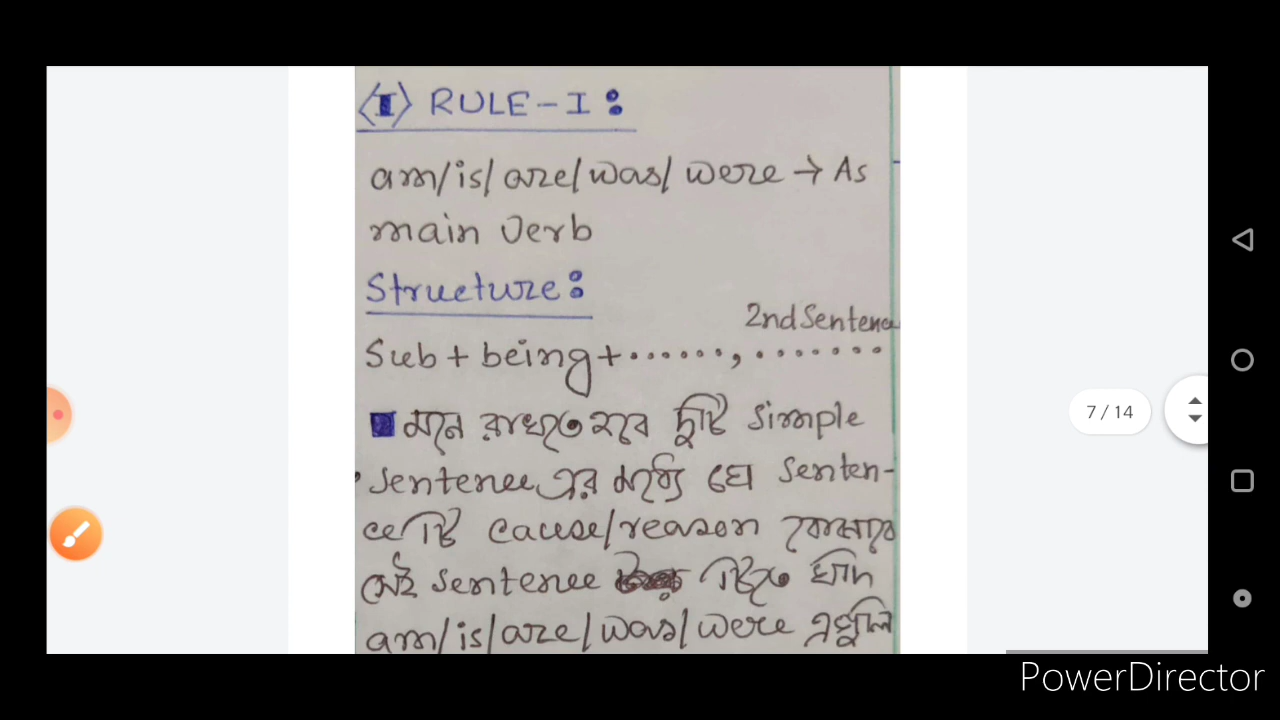 <I> RULE-I:
am/is/are/was/were → As
main verb
Structure:
2nd Sentence
Sub + being + ......, .......
■ মনে রাখতে হবে দুটি simple
sentence এর মধ্যে যে senten-
ce টি cause/reason বোঝাবে
সেই sentence টিতে যদি
am/is/are/was/were এগুলি
7 / 14
PowerDirector